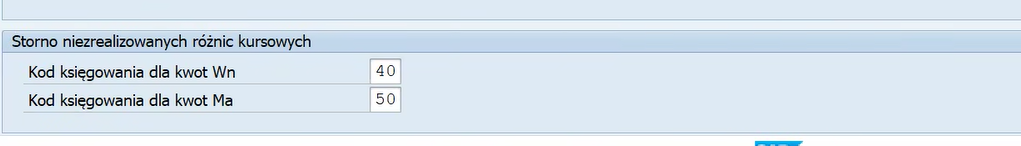 Storno niezrealizowanych różnic kursowych
Kod księgowania dla kwot Wn 40
Kod księgowania dla kwot Ma 50